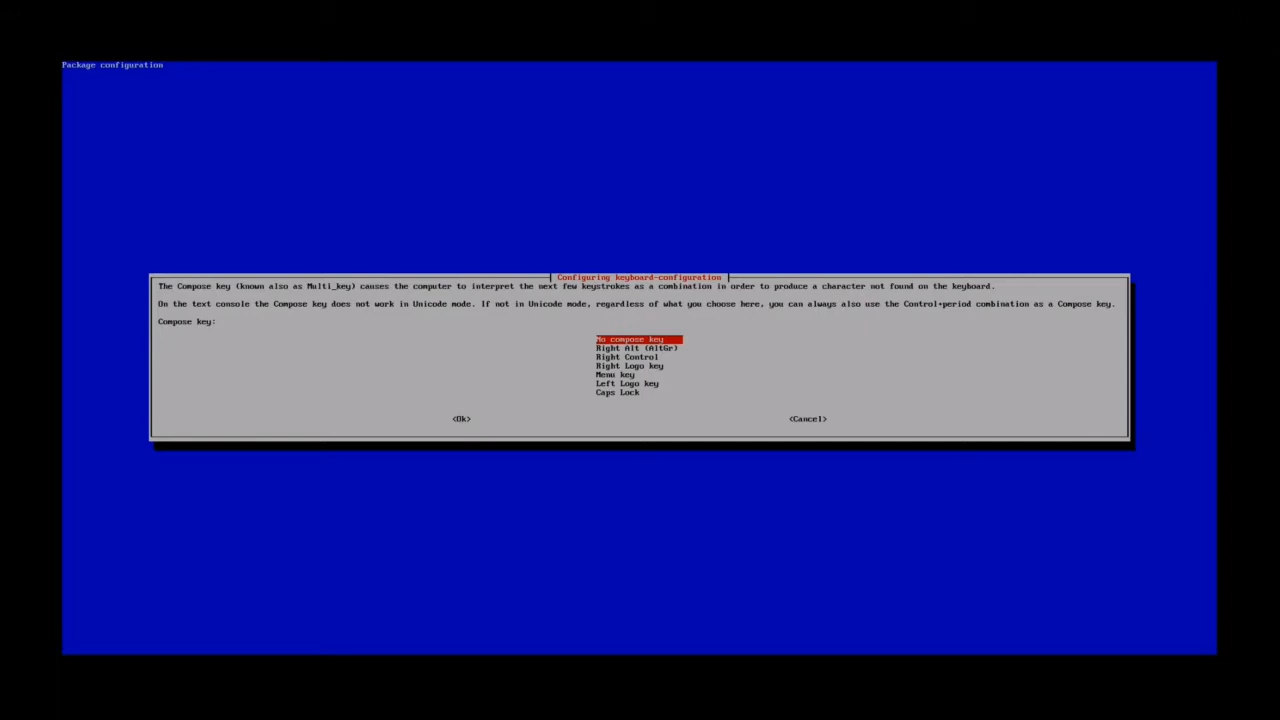 Package configuration
Configuring keyboard-configuration
The Compose key (known also as Multi_key) causes the computer to interpret the next few keystrokes as a combination in order to produce a character not found on the keyboard.
On the text console the Compose key does not work in Unicode mode. If not in Unicode mode, regardless of what you choose here, you can always also use the Control+period combination as a Compose key.
Compose key:
No compose key
Right Alt (AltGr)
Right Control
Right Logo key
Menu key
Left Logo key
Caps Lock
<Ok> <Cancel>